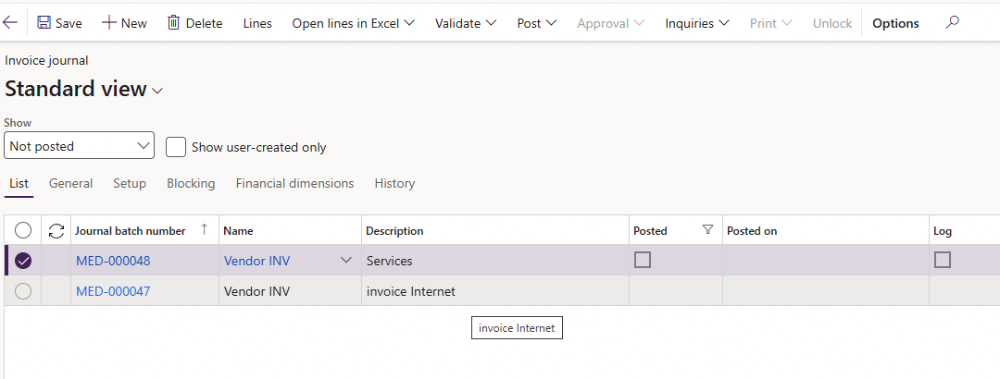 Save New Delete Lines Open lines in Excel Validate Post Approval Inquiries Print Unlock Options
Invoice journal
Standard view
Show
Not posted Show user-created only
List General Setup Blocking Financial dimensions History
Journal batch number Name Description Posted Posted on Log
MED-000048 Vendor INV Services
MED-000047 Vendor INV invoice Internet
invoice Internet